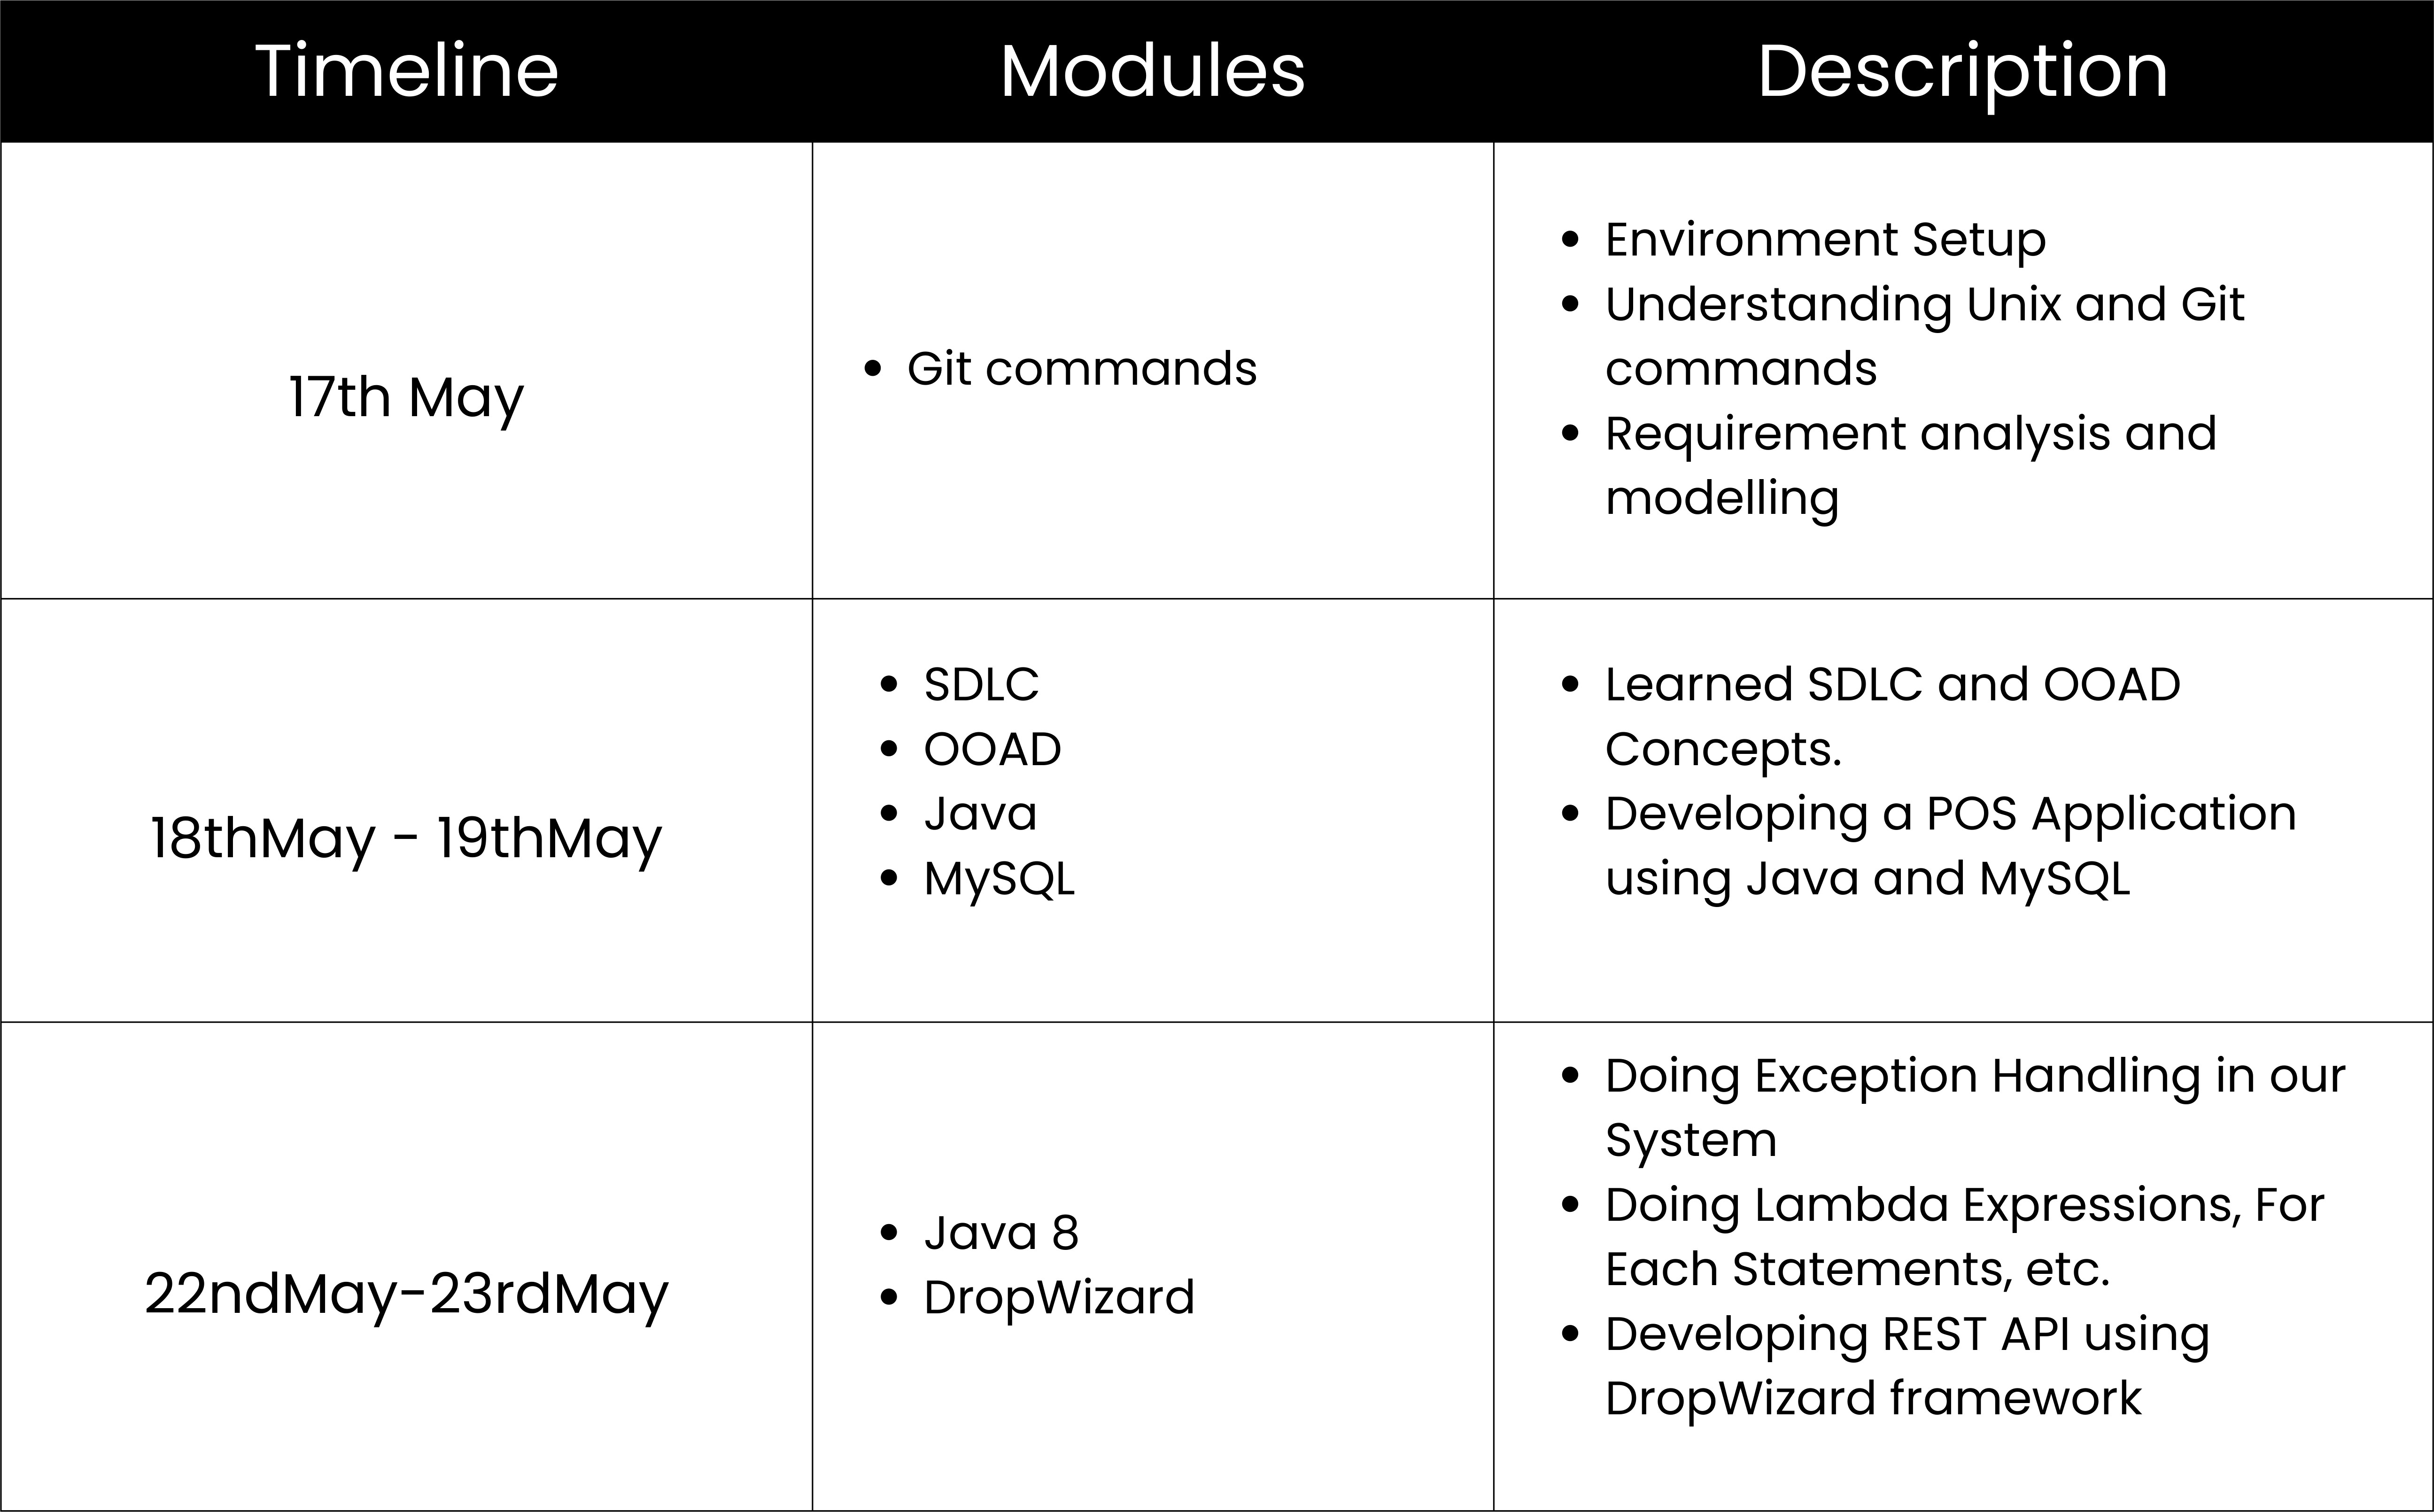 Timeline Modules Description
17th May
• Git commands
• Environment Setup
• Understanding Unix and Git
commands
• Requirement analysis and
modelling
18thMay - 19thMay
• SDLC
• OOAD
• Java
• MySQL
• Learned SDLC and OOAD
Concepts.
• Developing a POS Application
using Java and MySQL
22ndMay-23rdMay
• Java 8
• DropWizard
• Doing Exception Handling in our
System
• Doing Lambda Expressions, For
Each Statements, etc.
• Developing REST API using
DropWizard framework